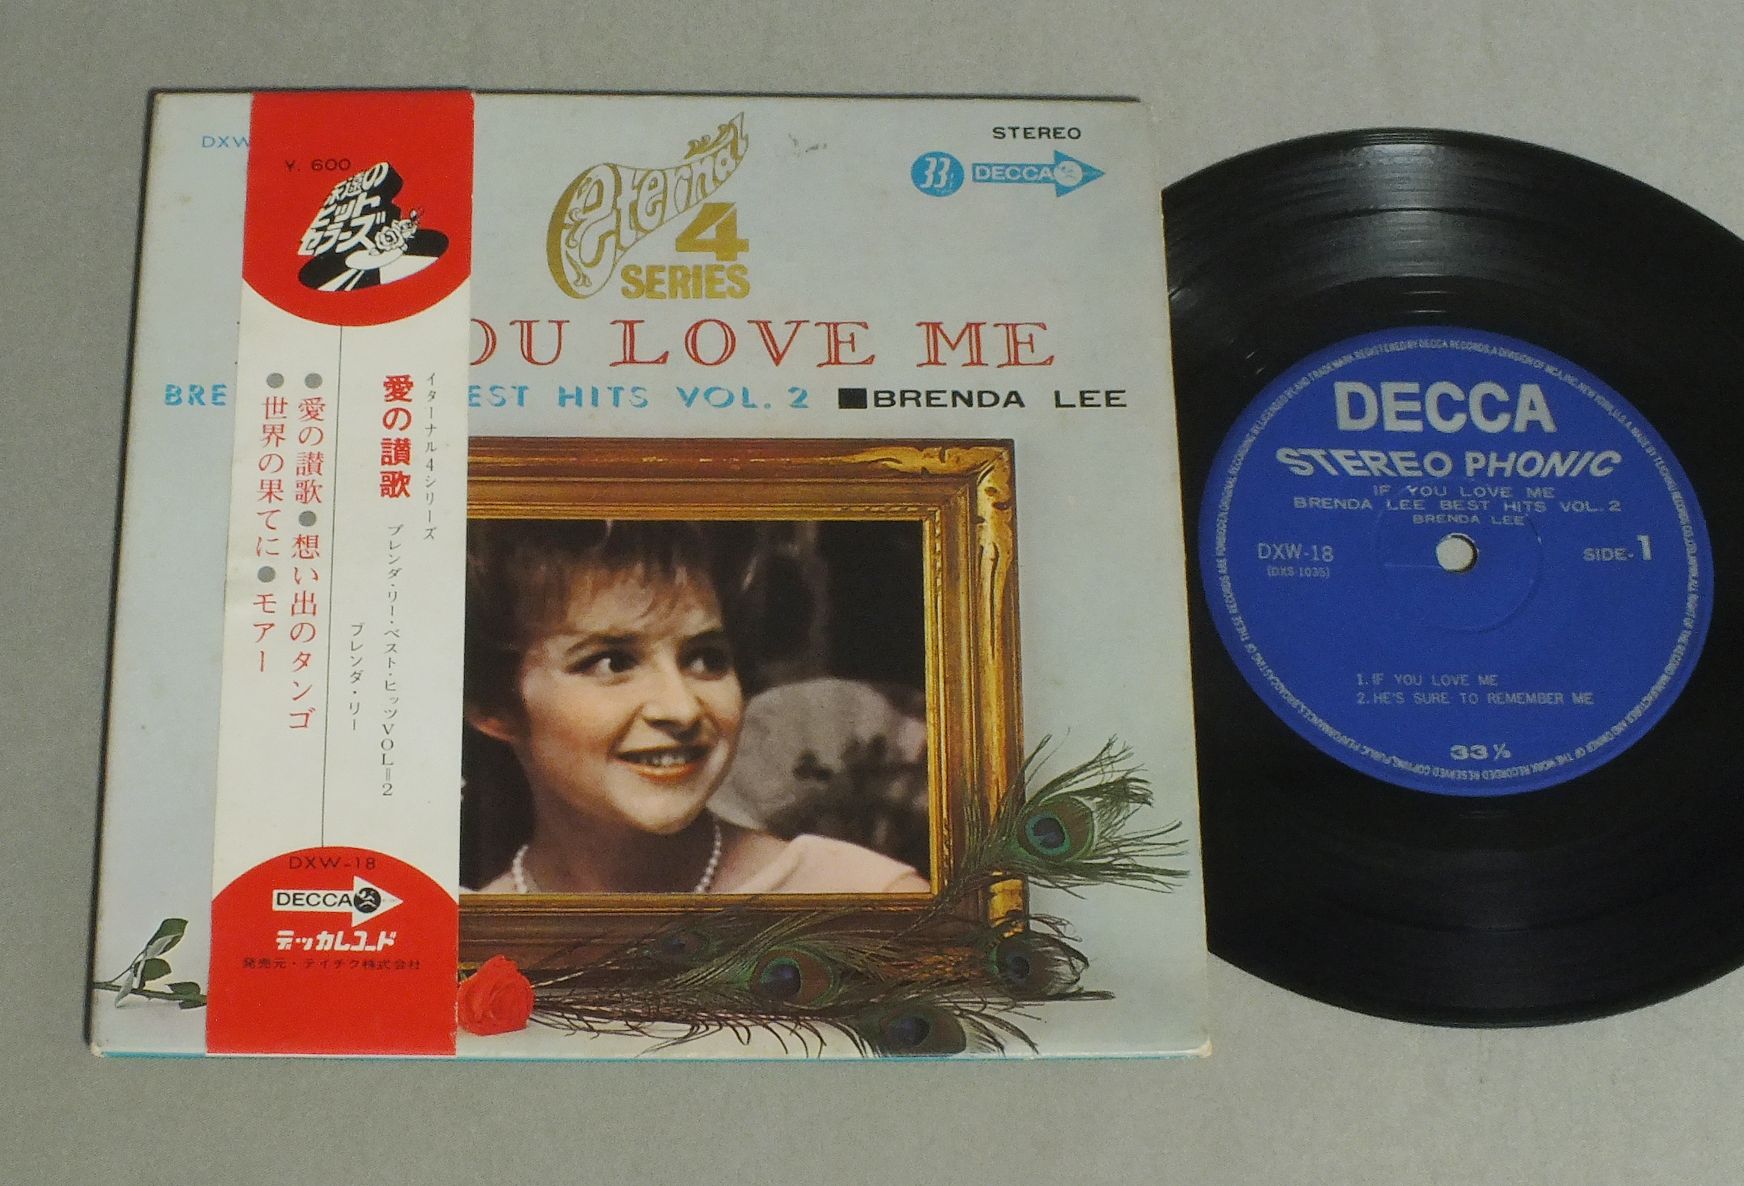 DXW
¥. 600
永遠の
ヒット
セラーズ
イターナル4シリーズ
愛の讃歌
ブレンダ・リー・ベスト・ヒッツVOL=2
ブレンダ・リー
●愛の讃歌●想い出のタンゴ
●世界の果てに●モアー
DXW-18
DECCA
デッカレコード
発売元・テイチク株式会社
Eternal
4
SERIES
STEREO
33⅓
DECCA
OU LOVE ME
BRE EST HITS VOL. 2 ■BRENDA LEE
DECCA
STEREO PHONIC
IF YOU LOVE ME
BRENDA LEE BEST HITS VOL. 2
BRENDA LEE
DXW-18
(DXS-1035)
SIDE-1
1. IF YOU LOVE ME
2. HE'S SURE TO REMEMBER ME
33⅓